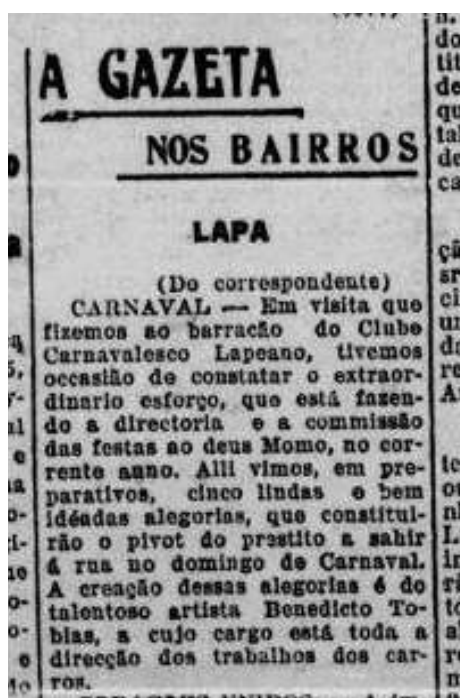 A GAZETA
NOS BAIRROS
LAPA
(Do correspondente)
CARNAVAL — Em visita que
fizemos ao barracão do Clube
Carnavalesco Lapeano, tivemos
occasião de constatar o extraor-
dinario esforço, que está fazen-
do a directoria e a commissão
das festas ao deus Momo, no cor-
rente anno. Alli vimos, em pre-
parativos, cinco lindas e bem
idéadas alegorias, que constitui-
rão o pivot do prestito a sahir
á rua no domingo de Carnaval.
A creação dessas alegorias é do
talentoso artista Benedicto To-
bias, a cujo cargo está toda a
direcção dos trabalhos dos car-
ros.